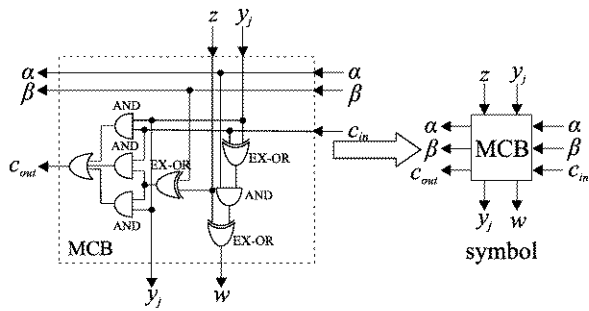 z y_j
α α
β β
AND
c_in
AND
EX-OR
EX-OR
c_out
AND
AND
EX-OR
MCB
y_j w
z y_j
α α
β MCB β
c_out c_in
y_j w
symbol